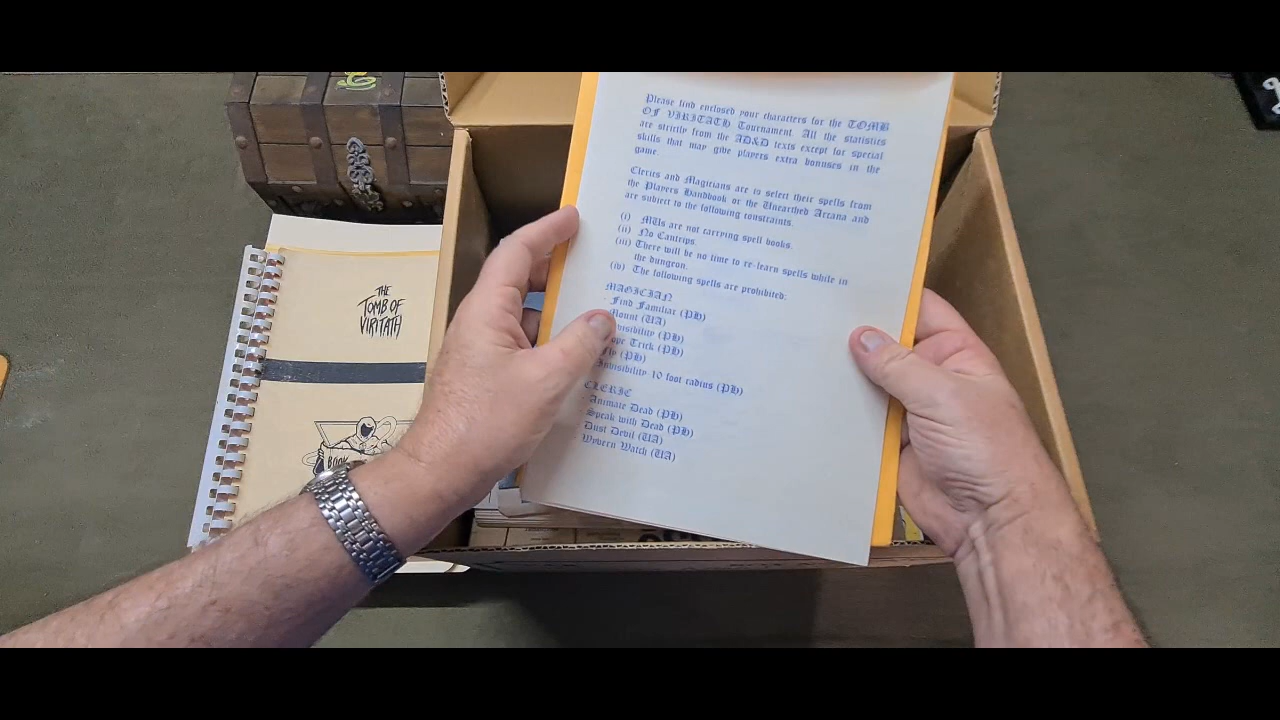 Please find enclosed your characters for the TOMB
OF VIRITATH Tournament. All the statistics
are strictly from the AD&D texts except for special
skills that may give players extra bonuses in the
game.
Clerics and Magicians are to select their spells from
the Players Handbook or the Unearthed Arcana and
are subject to the following constraints.
(i) MUs are not carrying spell books.
(ii) No Cantrips.
(iii) There will be no time to re-learn spells while in
the dungeon.
(iv) The following spells are prohibited:
MAGICIAN
· Find Familiar (PH)
Mount (UA)
(PH)
Trick (PH)
(PH)
Invisibility 10 foot radius (PH)
CLERIC
· Animate Dead (PH)
· Speak with Dead (PH)
Dust Devil (UA)
Wyvern Watch (UA)
THE
TOMB OF
VIRITATH
BOOK